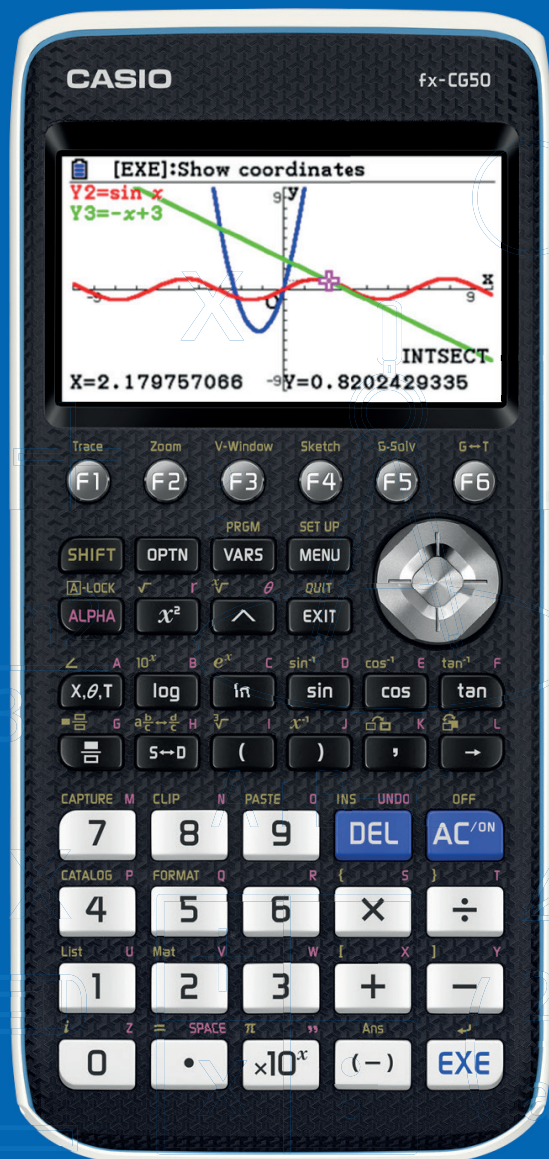 CASIO fx-CG50
[EXE]:Show coordinates
Y2=sin x
Y3=-x+3
9 y
-9 O 9 x
INTSECT
X=2.179757066 -9 Y=0.8202429335
Trace Zoom V-Window Sketch G-Solv G↔T
F1 F2 F3 F4 F5 F6
PRGM SET UP
SHIFT OPTN VARS MENU
A-LOCK √ r ˣ√ θ QUIT
ALPHA x² ^ EXIT
∠ A 10ˣ B eˣ C sin⁻¹ D cos⁻¹ E tan⁻¹ F
X,θ,T log ln sin cos tan
G a b/c↔d/c H ³√ I x⁻¹ J K L
S↔D ( ) , →
CAPTURE M CLIP N PASTE O INS UNDO OFF
7 8 9 DEL AC/ON
CATALOG P FORMAT Q R { S } T
4 5 6 × ÷
List U Mat V W [ X ] Y
1 2 3 + −
i Z = SPACE π " Ans ↵
0 • ×10ˣ (−) EXE